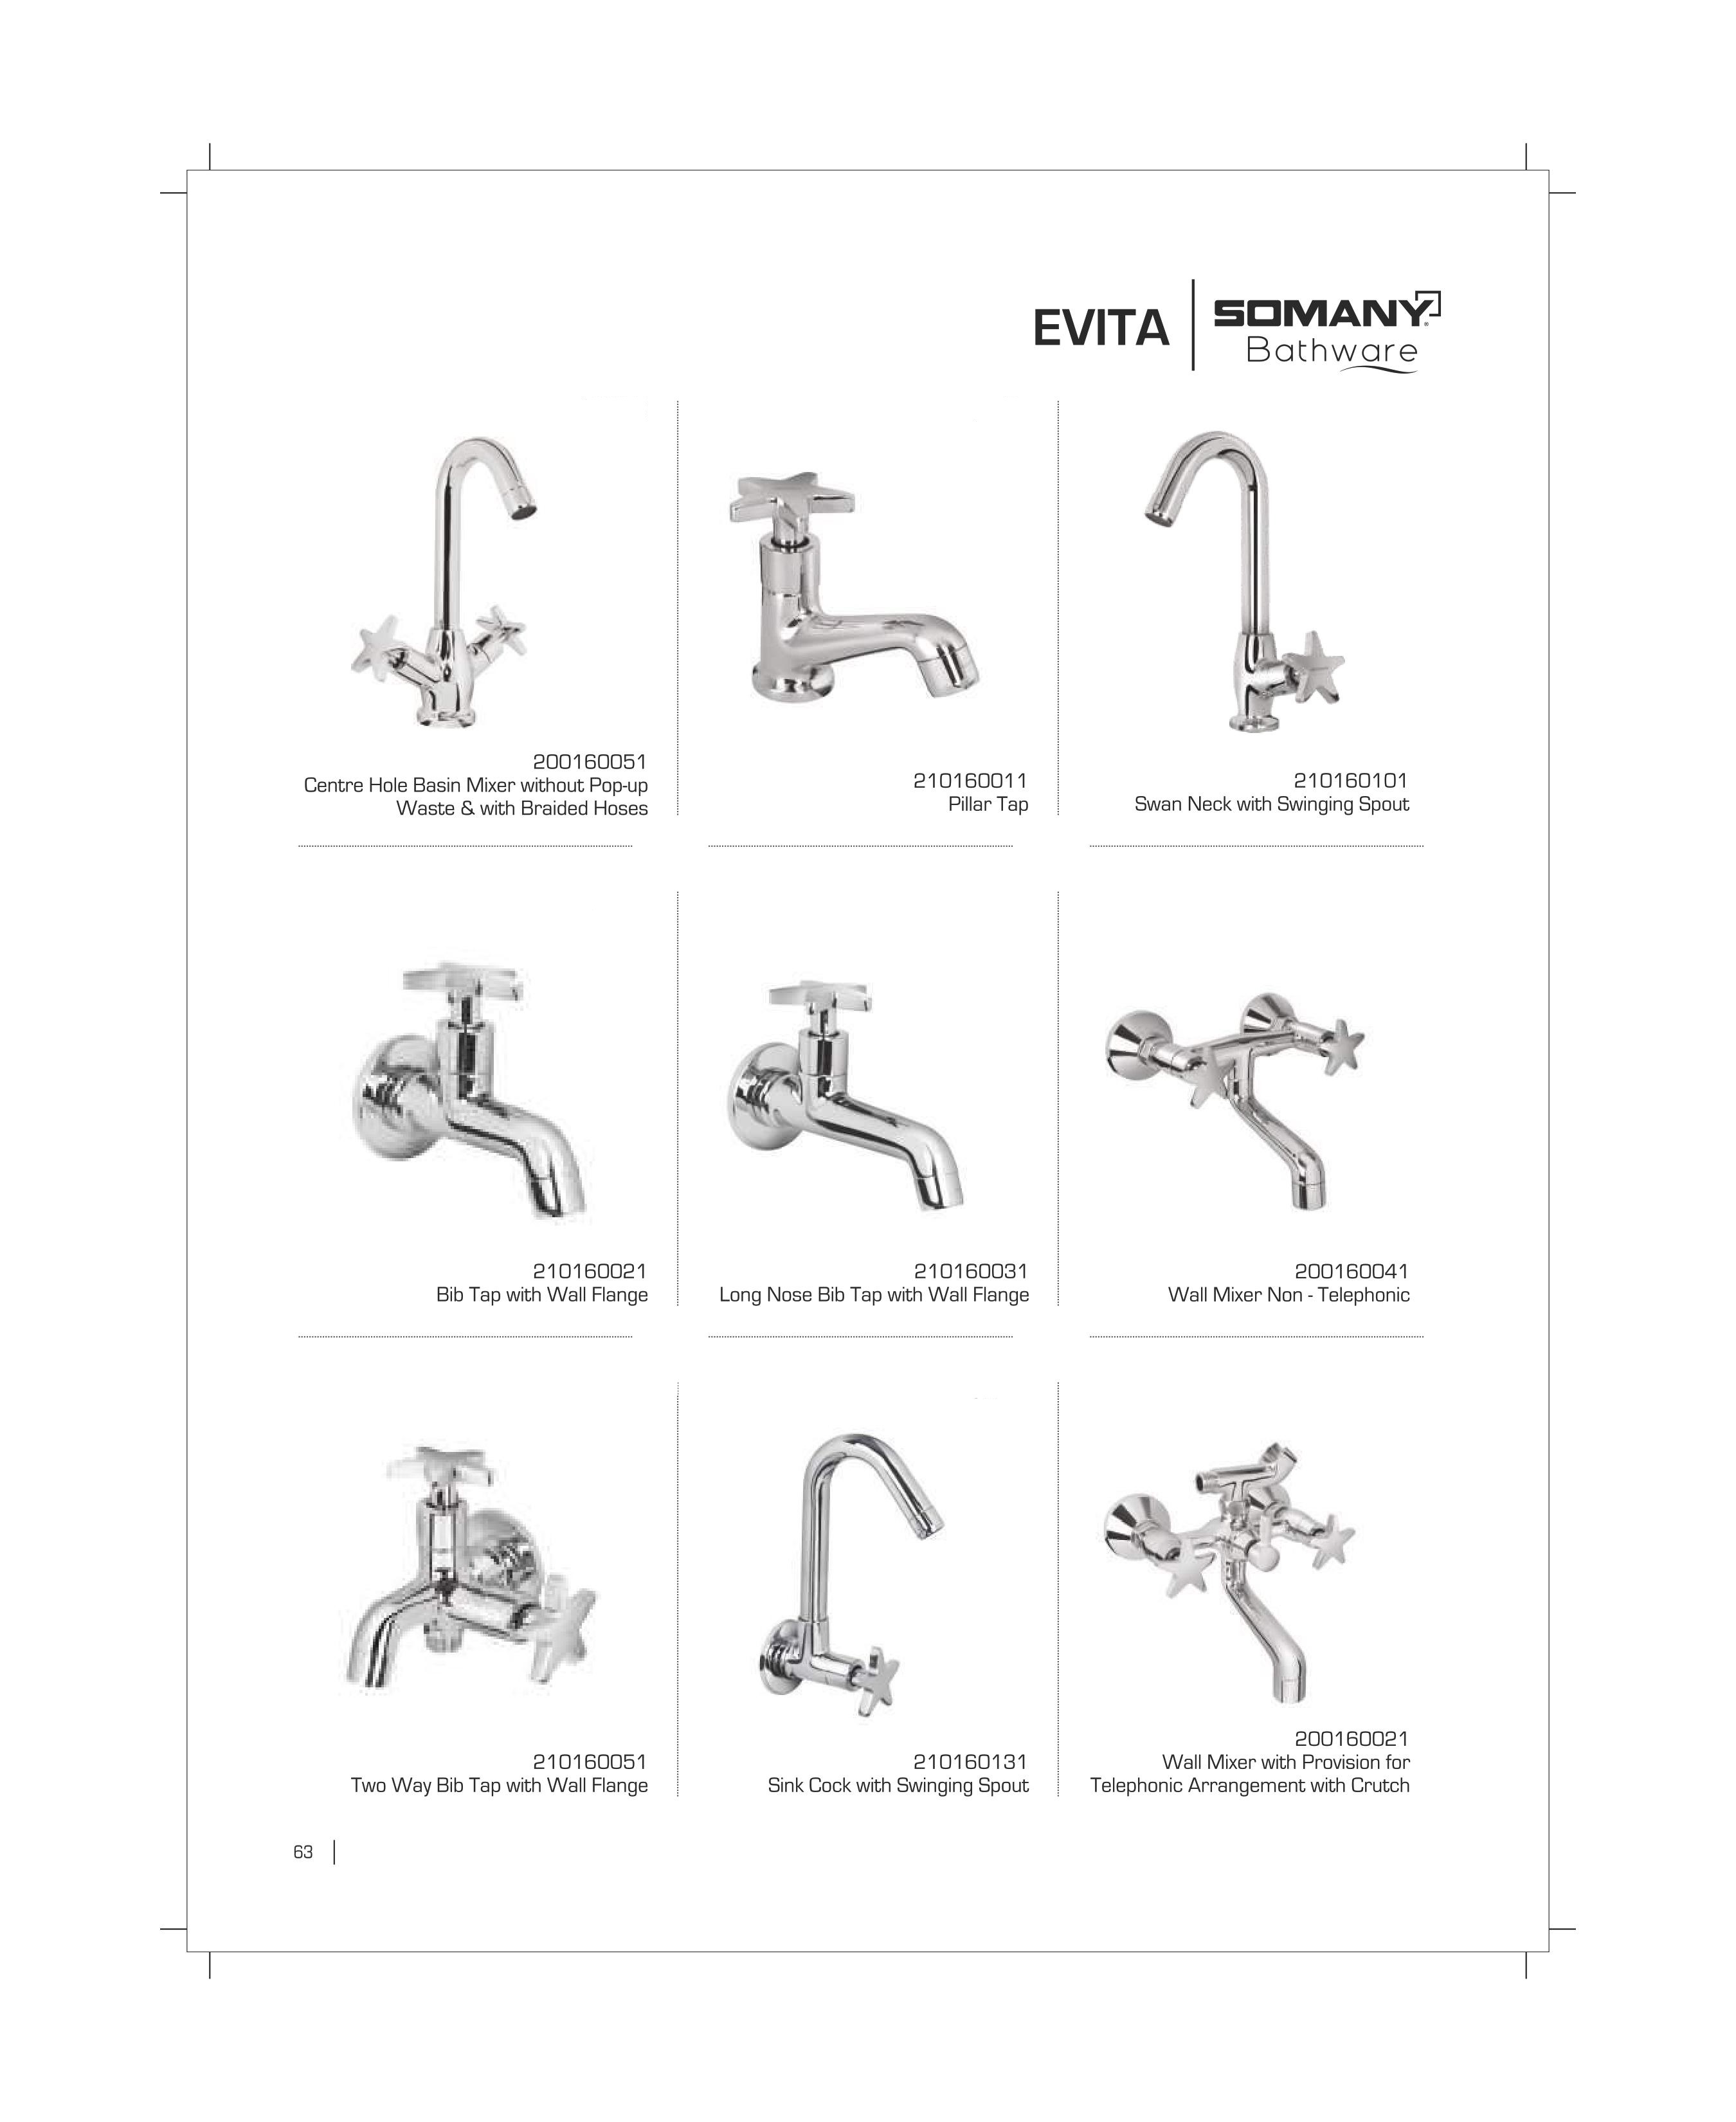 EVITA
SOMANY
Bathware
200160051
Centre Hole Basin Mixer without Pop-up
Waste & with Braided Hoses
210160011
Pillar Tap
210160101
Swan Neck with Swinging Spout
210160021
Bib Tap with Wall Flange
210160031
Long Nose Bib Tap with Wall Flange
200160041
Wall Mixer Non - Telephonic
210160051
Two Way Bib Tap with Wall Flange
210160131
Sink Cock with Swinging Spout
200160021
Wall Mixer with Provision for
Telephonic Arrangement with Crutch
63